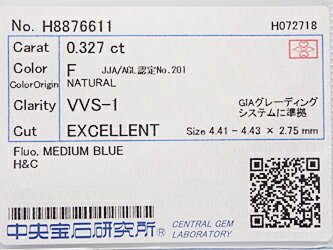 No. H8876611 H072718
Carat 0.327 ct
Color F JJA/AGL認定No.201
ColorOrigin NATURAL
Clarity VVS-1 GIAグレーディング
システムに準拠
Cut EXCELLENT Size 4.41 - 4.43 × 2.75 mm
Fluo. MEDIUM BLUE
H&C
中央宝石研究所 CENTRAL GEM
LABORATORY